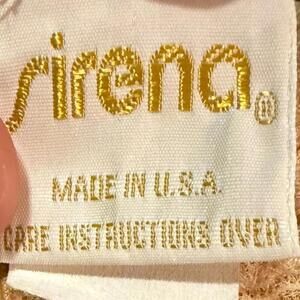 sirena®
MADE IN U.S.A.
CARE INSTRUCTIONS OVER